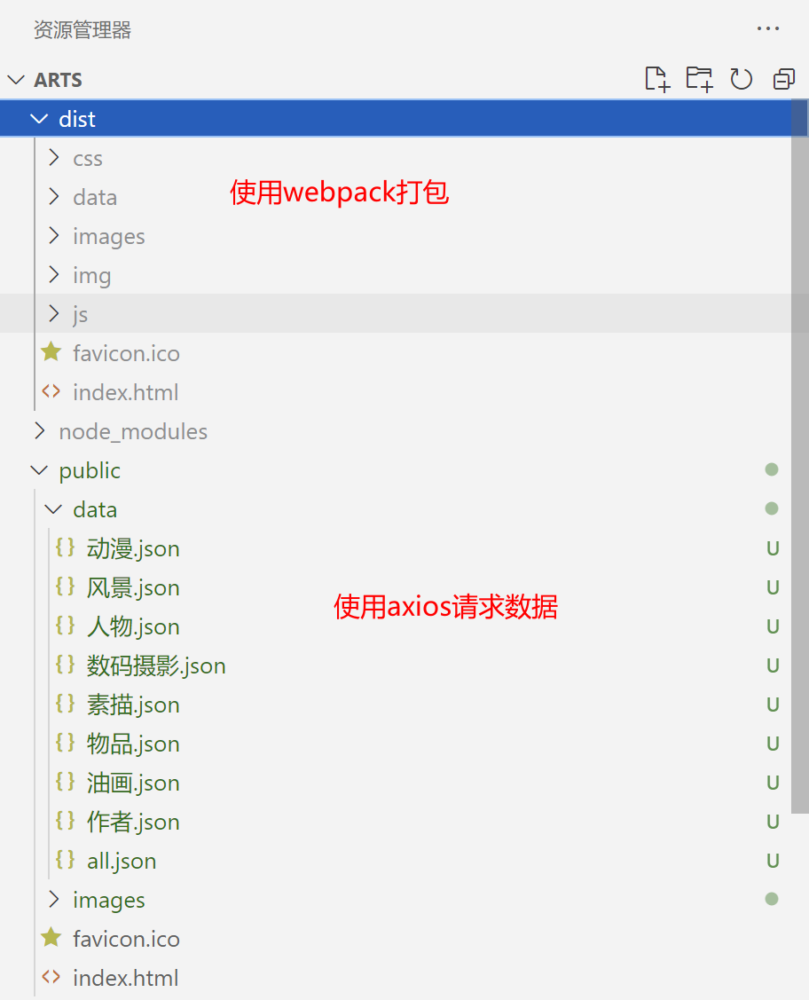 资源管理器
ARTS
dist
css
data
使用webpack打包
images
img
js
favicon.ico
index.html
node_modules
public
data
动漫.json U
风景.json U
使用axios请求数据
人物.json U
数码摄影.json U
素描.json U
物品.json U
油画.json U
作者.json U
all.json U
images
favicon.ico
index.html